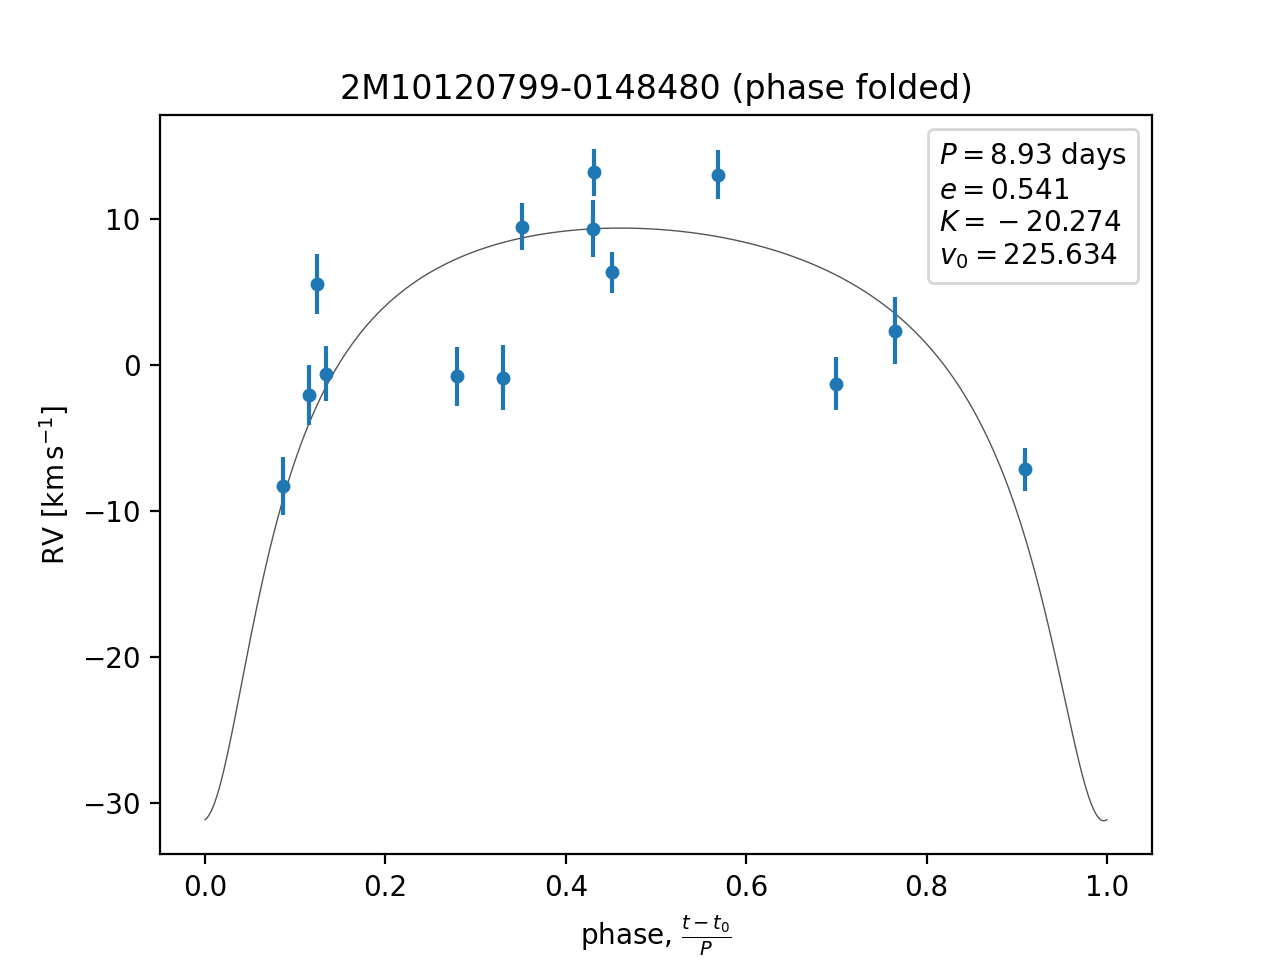 2M10120799-0148480 (phase folded)
P = 8.93 days
e = 0.541
K = −20.274
v₀ = 225.634
10
0
−10
−20
−30
RV [km s⁻¹]
0.0 0.2 0.4 0.6 0.8 1.0
phase, (t − t₀)/P